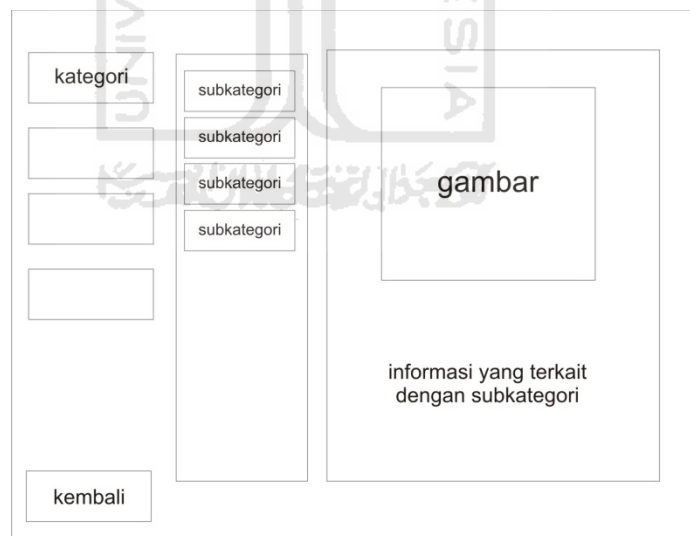 kategori
subkategori
subkategori
subkategori
subkategori
gambar
informasi yang terkait
dengan subkategori
kembali